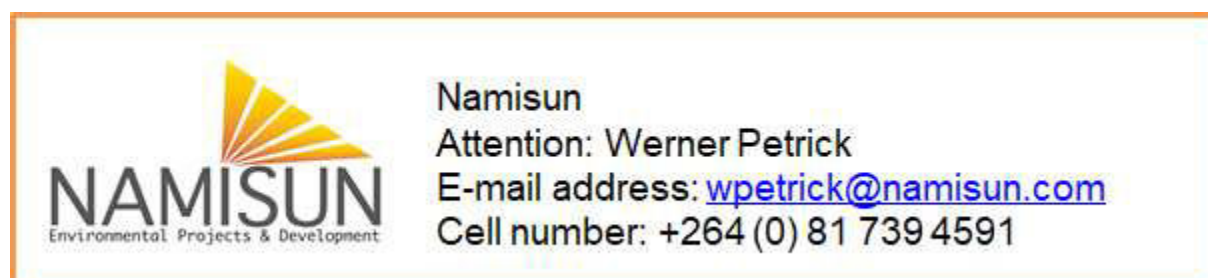 NAMISUN
Environmental Projects & Development
Namisun
Attention: Werner Petrick
E-mail address: wpetrick@namisun.com
Cell number: +264 (0) 81 739 4591